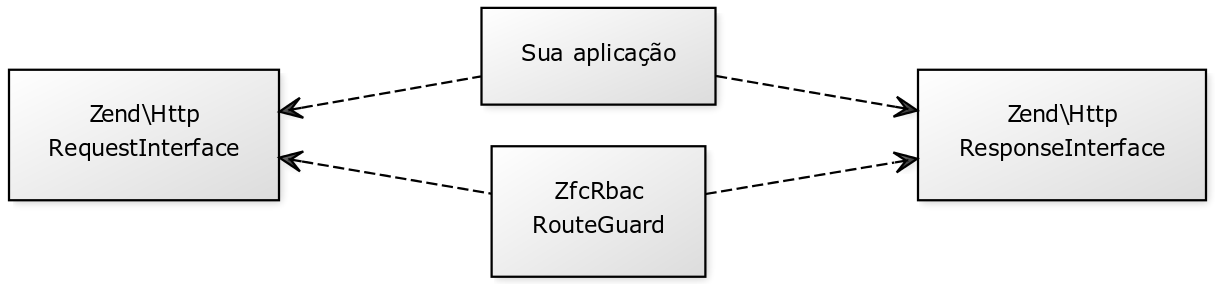 Sua aplicação
Zend\Http
RequestInterface
Zend\Http
ResponseInterface
ZfcRbac
RouteGuard